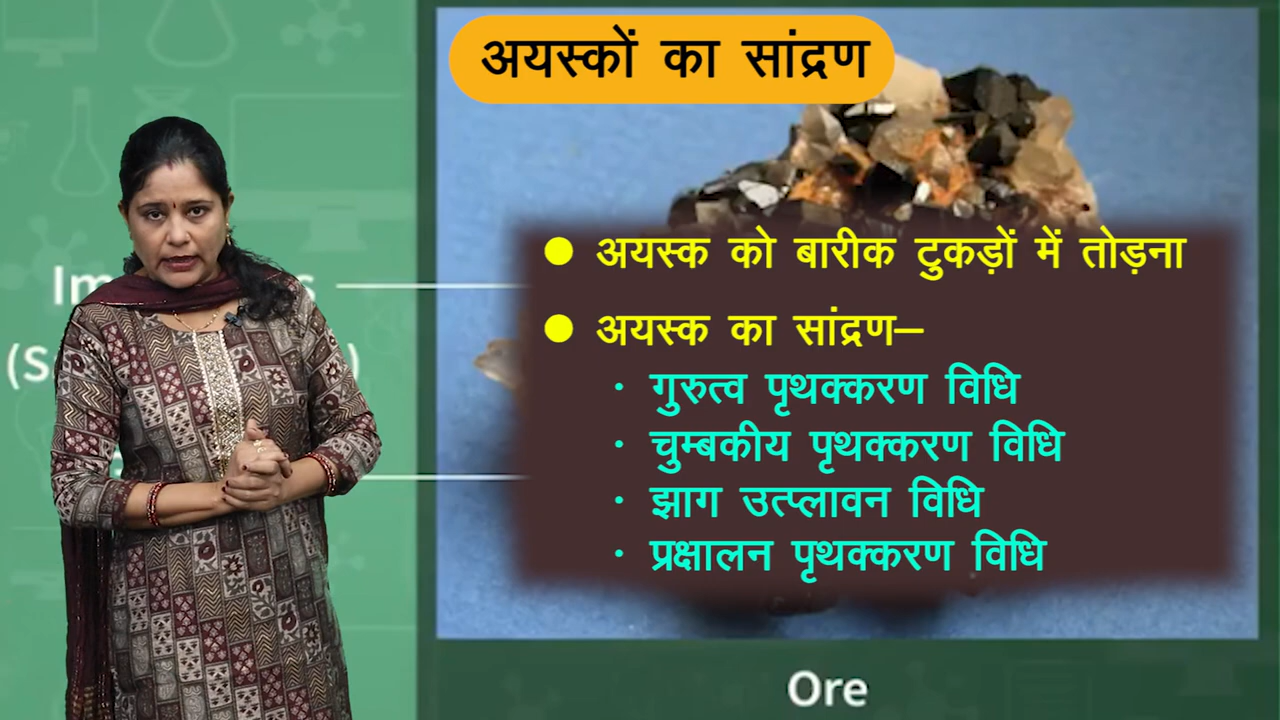 अयस्कों का सांद्रण
● अयस्क को बारीक टुकड़ों में तोड़ना
● अयस्क का सांद्रण–
· गुरुत्व पृथक्करण विधि
· चुम्बकीय पृथक्करण विधि
· झाग उत्प्लावन विधि
· प्रक्षालन पृथक्करण विधि
Ore